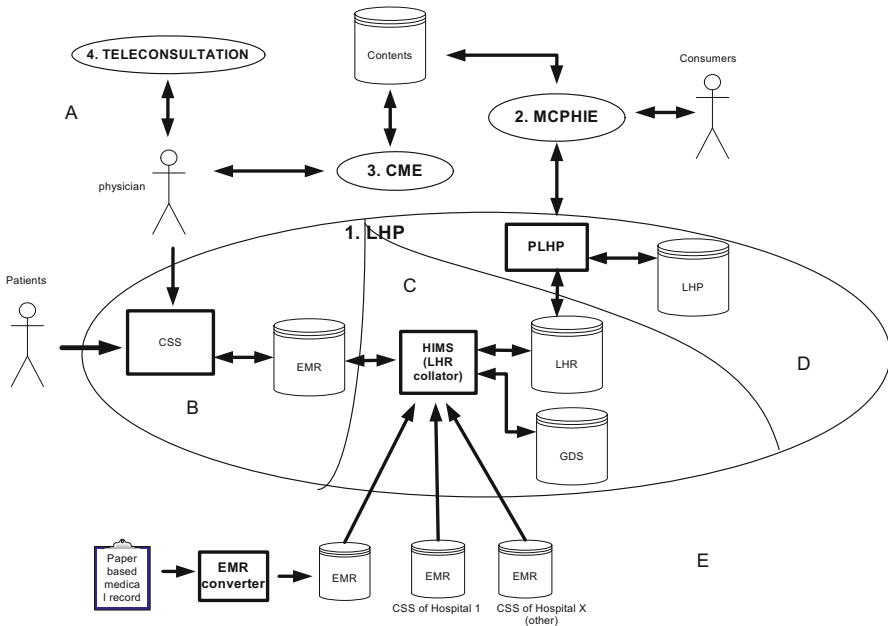 4. TELECONSULTATION
Contents
Consumers
A
2. MCPHIE
3. CME
physician
1. LHP
PLHP
LHP
Patients
C
CSS
EMR
HIMS
(LHR
collator)
LHR
D
B
GDS
Paper
based
medica
l record
EMR
converter
EMR
EMR
EMR
E
CSS of Hospital 1
CSS of Hospital X
(other)